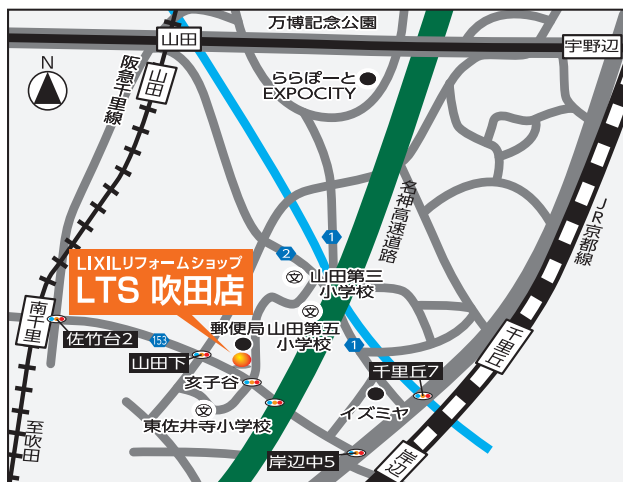 万博記念公園
山田
宇野辺
N
山田
阪急千里線
ららぽーと
EXPOCITY
名神高速道路
JR京都線
LIXILリフォームショップ
LTS 吹田店
2
1
山田第三
小学校
南千里
佐竹台2
153
郵便局
山田第五
小学校
山田下
1
千里丘
亥子谷
千里丘7
イズミヤ
東佐井寺小学校
至吹田
岸辺中5
岸辺
文
文
文